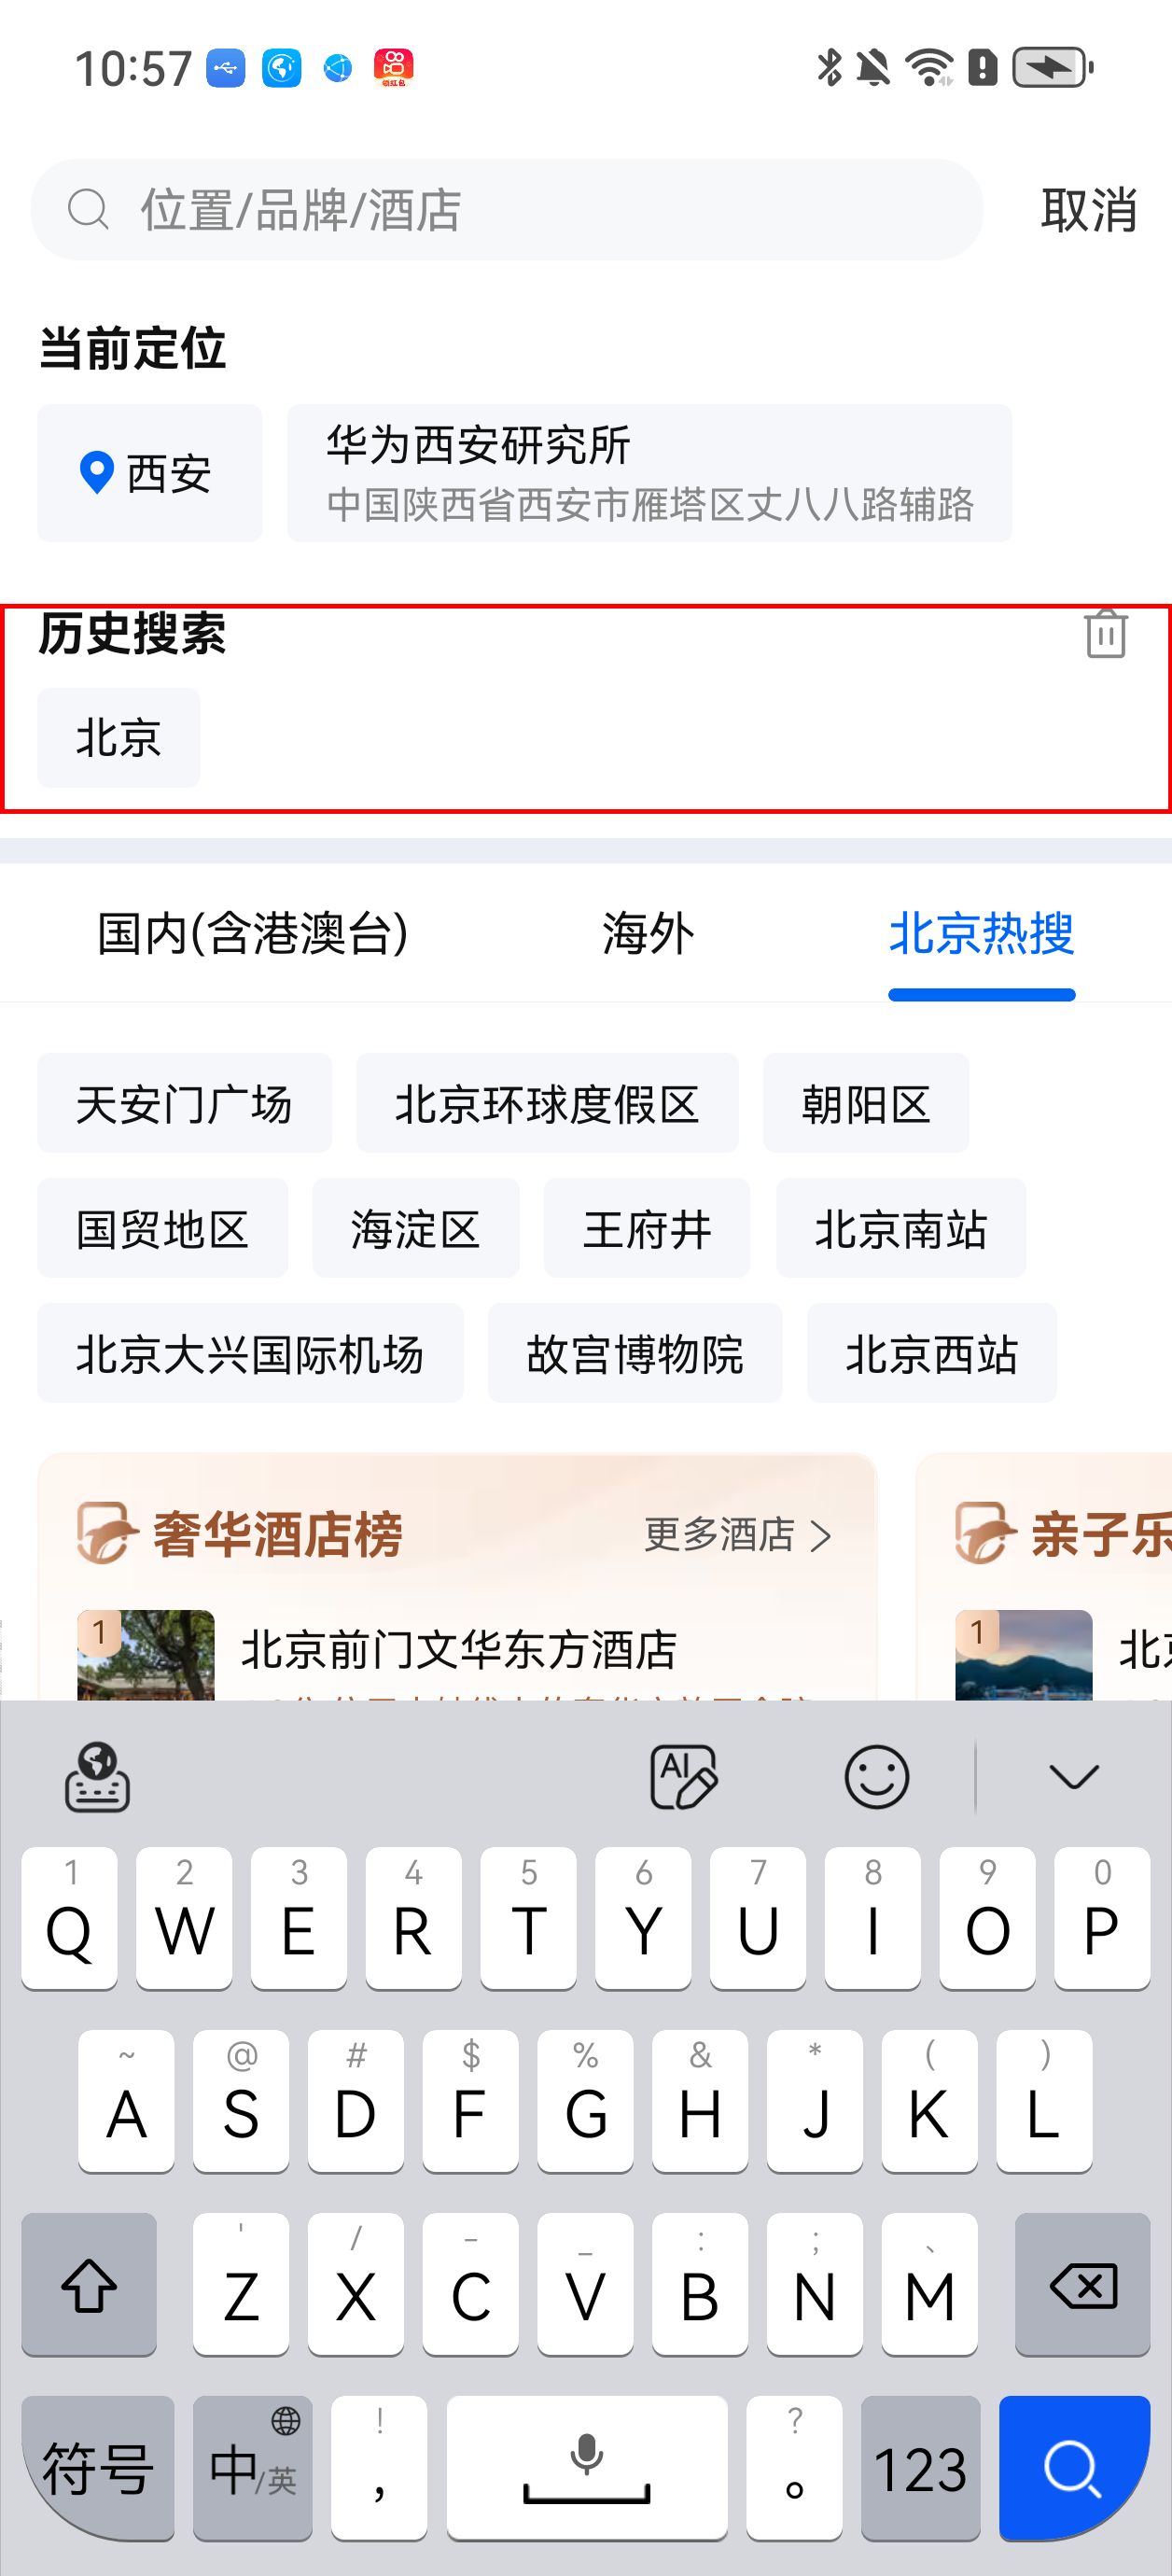 10:57
领红包
位置/品牌/酒店 取消
当前定位
西安
华为西安研究所
中国陕西省西安市雁塔区丈八八路辅路
历史搜索
北京
国内(含港澳台) 海外 北京热搜
天安门广场 北京环球度假区 朝阳区
国贸地区 海淀区 王府井 北京南站
北京大兴国际机场 故宫博物院 北京西站
奢华酒店榜 更多酒店 亲子乐
1 北京前门文华东方酒店 1
AI
1 2 3 4 5 6 7 8 9 0
Q W E R T Y U I O P
~ @ # $ % & * ( )
A S D F G H J K L
' / - _ : ; 、
Z X C V B N M
! ?
符号 中/英 , 。 123